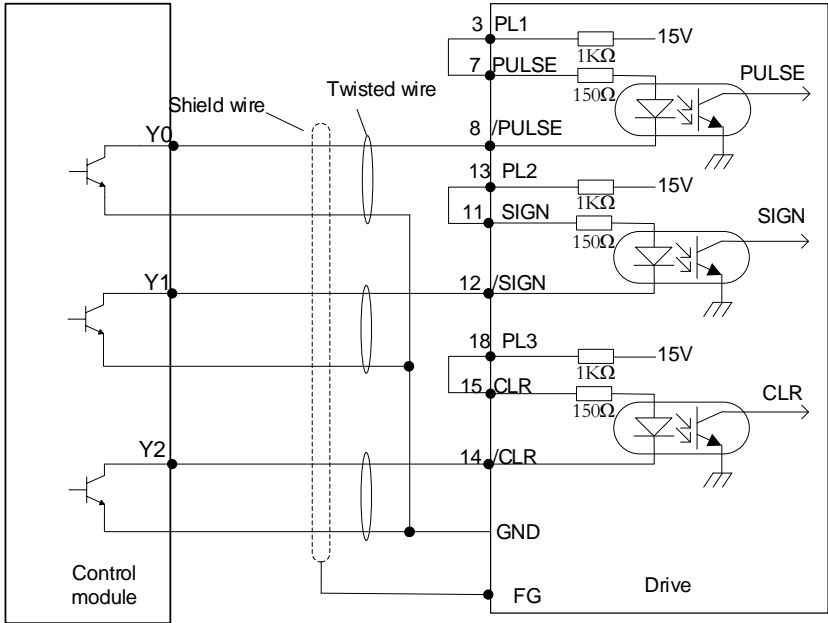 3 PL1
15V
1KΩ
7 PULSE
150Ω
PULSE
Shield wire
Twisted wire
Y0
8 /PULSE
13 PL2
15V
1KΩ
11 SIGN
150Ω
SIGN
Y1
12 /SIGN
18 PL3
15V
1KΩ
15 CLR
150Ω
CLR
Y2
14 /CLR
GND
Control
module
Drive
FG